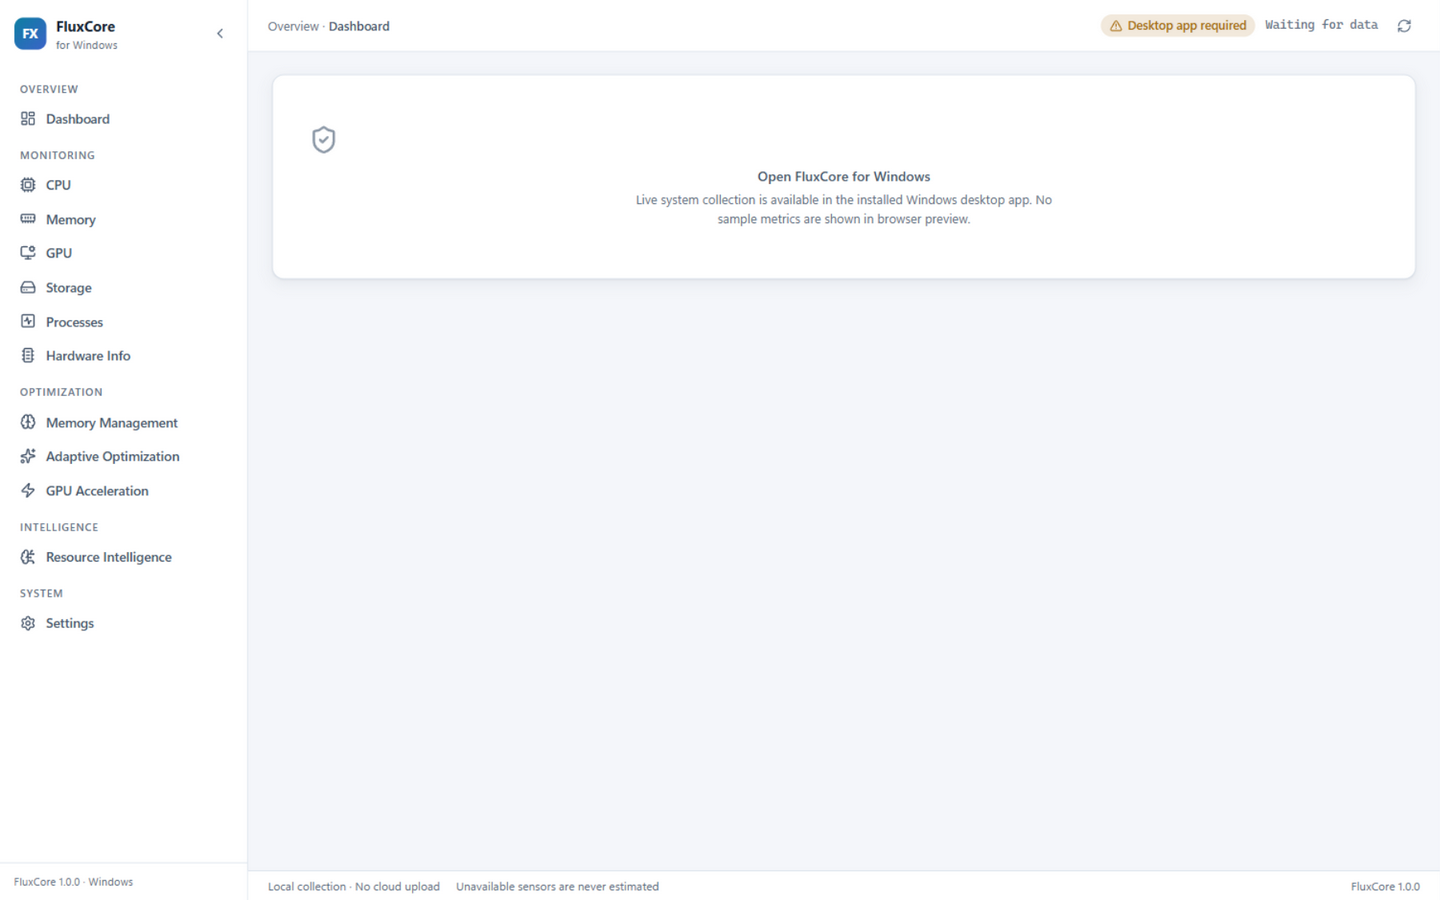 FX
FluxCore
for Windows
OVERVIEW
Dashboard
MONITORING
CPU
Memory
GPU
Storage
Processes
Hardware Info
OPTIMIZATION
Memory Management
Adaptive Optimization
GPU Acceleration
INTELLIGENCE
Resource Intelligence
SYSTEM
Settings
FluxCore 1.0.0 · Windows
Overview · Dashboard
Desktop app required
Waiting for data
Open FluxCore for Windows
Live system collection is available in the installed Windows desktop app. No
sample metrics are shown in browser preview.
Local collection · No cloud upload
Unavailable sensors are never estimated
FluxCore 1.0.0